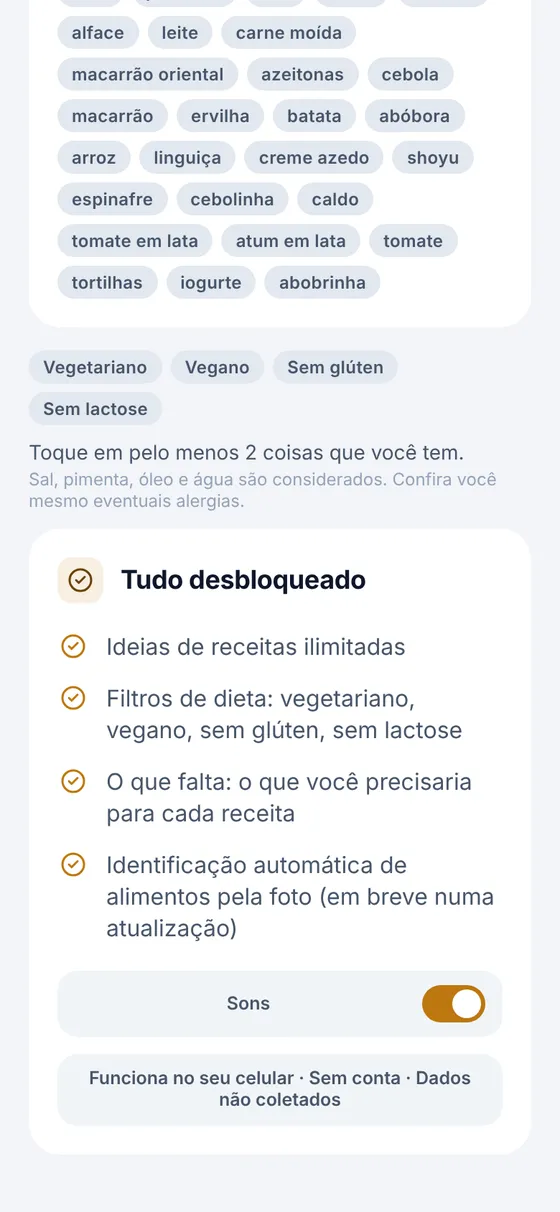 alface leite carne moída
macarrão oriental azeitonas cebola
macarrão ervilha batata abóbora
arroz linguiça creme azedo shoyu
espinafre cebolinha caldo
tomate em lata atum em lata tomate
tortilhas iogurte abobrinha
Vegetariano Vegano Sem glúten
Sem lactose
Toque em pelo menos 2 coisas que você tem.
Sal, pimenta, óleo e água são considerados. Confira você
mesmo eventuais alergias.
Tudo desbloqueado
Ideias de receitas ilimitadas
Filtros de dieta: vegetariano,
vegano, sem glúten, sem lactose
O que falta: o que você precisaria
para cada receita
Identificação automática de
alimentos pela foto (em breve numa
atualização)
Sons
Funciona no seu celular · Sem conta · Dados
não coletados